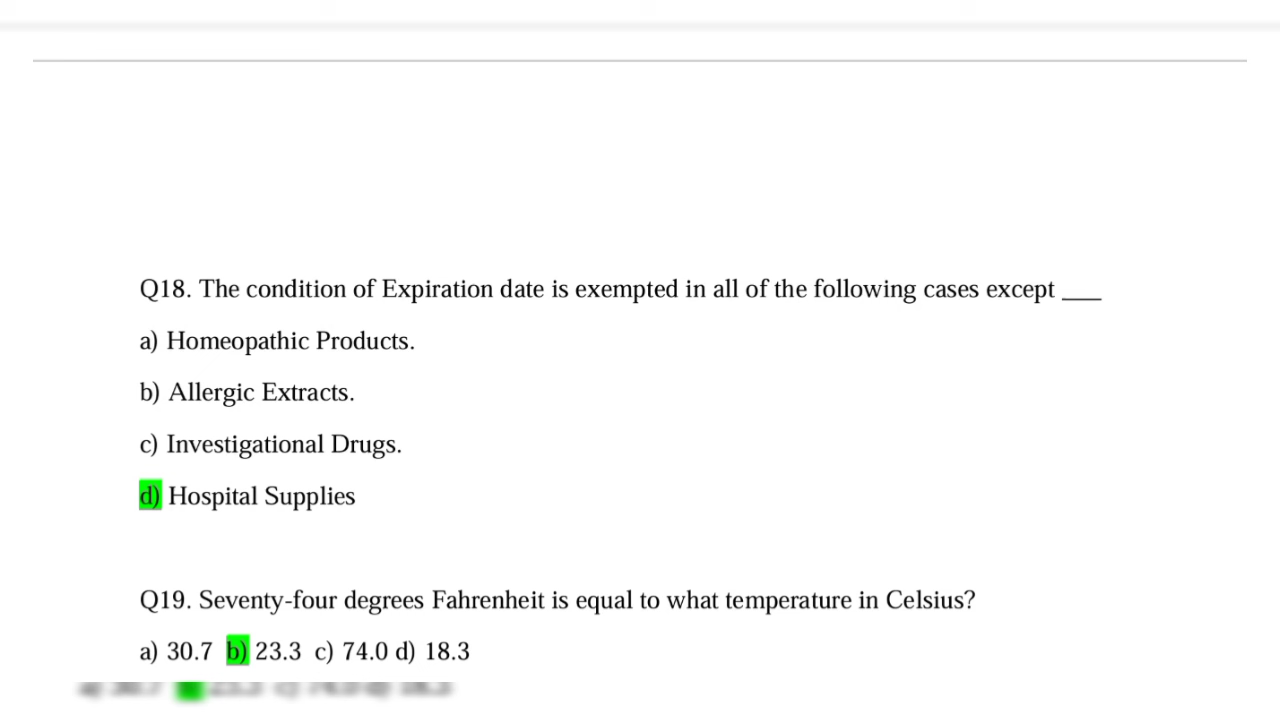 Q18. The condition of Expiration date is exempted in all of the following cases except ___
a) Homeopathic Products.
b) Allergic Extracts.
c) Investigational Drugs.
d) Hospital Supplies
Q19. Seventy-four degrees Fahrenheit is equal to what temperature in Celsius?
a) 30.7 b) 23.3 c) 74.0 d) 18.3